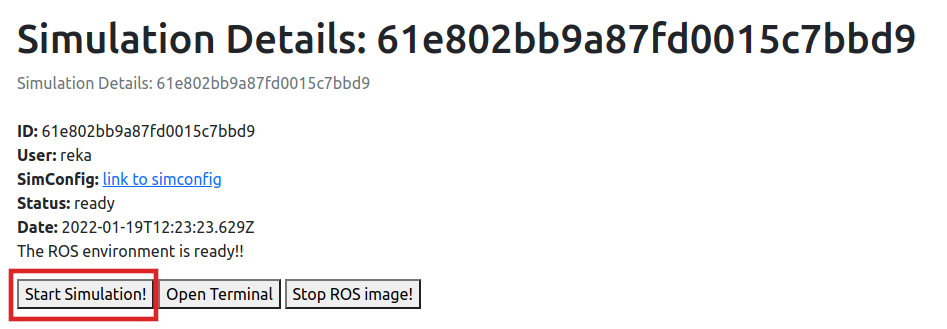 Simulation Details: 61e802bb9a87fd0015c7bbd9
Simulation Details: 61e802bb9a87fd0015c7bbd9
ID: 61e802bb9a87fd0015c7bbd9
User: reka
SimConfig: link to simconfig
Status: ready
Date: 2022-01-19T12:23:23.629Z
The ROS environment is ready!!
Start Simulation! Open Terminal Stop ROS image!